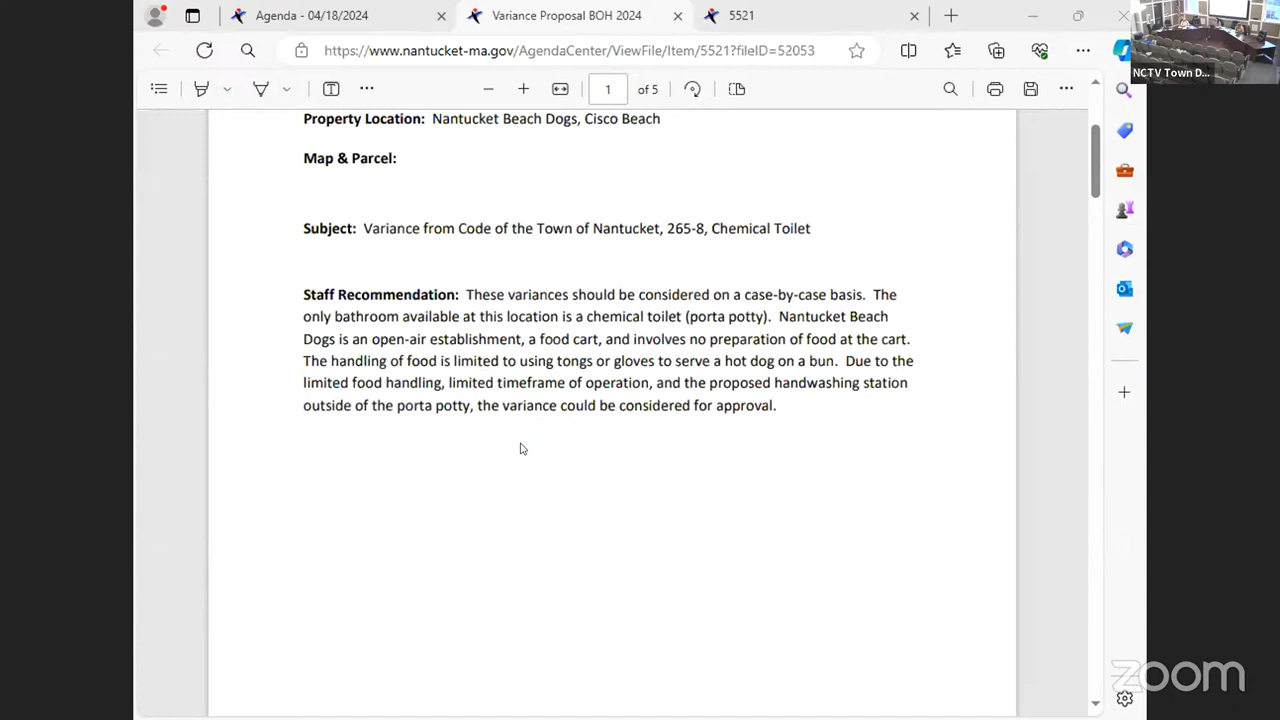 Agenda - 04/18/2024
Variance Proposal BOH 2024
5521
https://www.nantucket-ma.gov/AgendaCenter/ViewFile/Item/5521?fileID=52053
NCTV Town D...
1 of 5
Property Location: Nantucket Beach Dogs, Cisco Beach
Map & Parcel:
Subject: Variance from Code of the Town of Nantucket, 265-8, Chemical Toilet
Staff Recommendation: These variances should be considered on a case-by-case basis. The
only bathroom available at this location is a chemical toilet (porta potty). Nantucket Beach
Dogs is an open-air establishment, a food cart, and involves no preparation of food at the cart.
The handling of food is limited to using tongs or gloves to serve a hot dog on a bun. Due to the
limited food handling, limited timeframe of operation, and the proposed handwashing station
outside of the porta potty, the variance could be considered for approval.
zoom